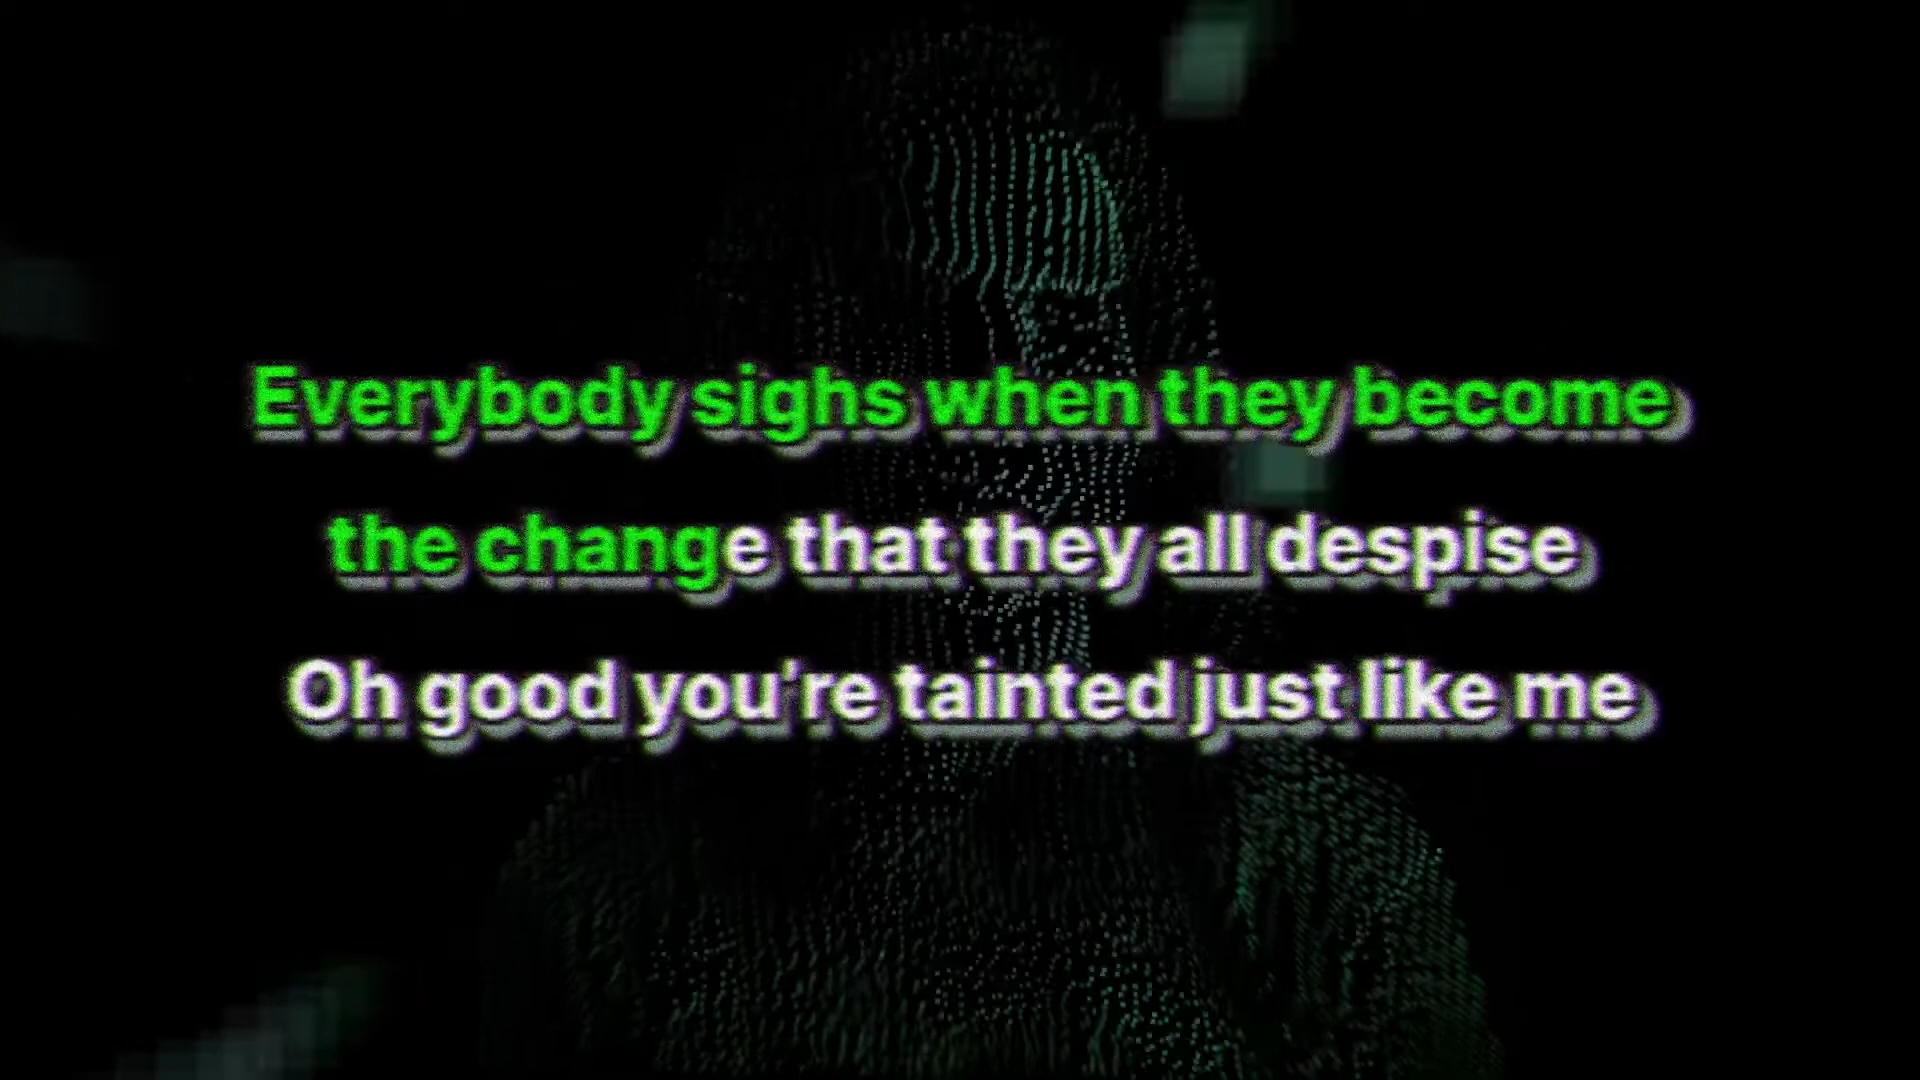 Everybody sighs when they become
the change that they all despise
Oh good you're tainted just like me